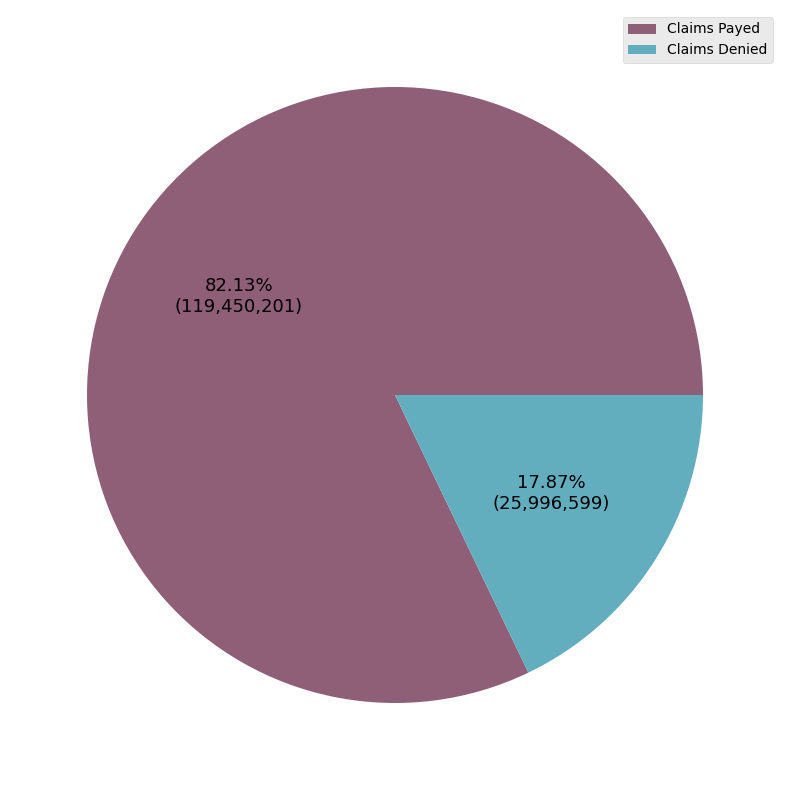 Claims Payed
Claims Denied
82.13%
(119,450,201)
17.87%
(25,996,599)